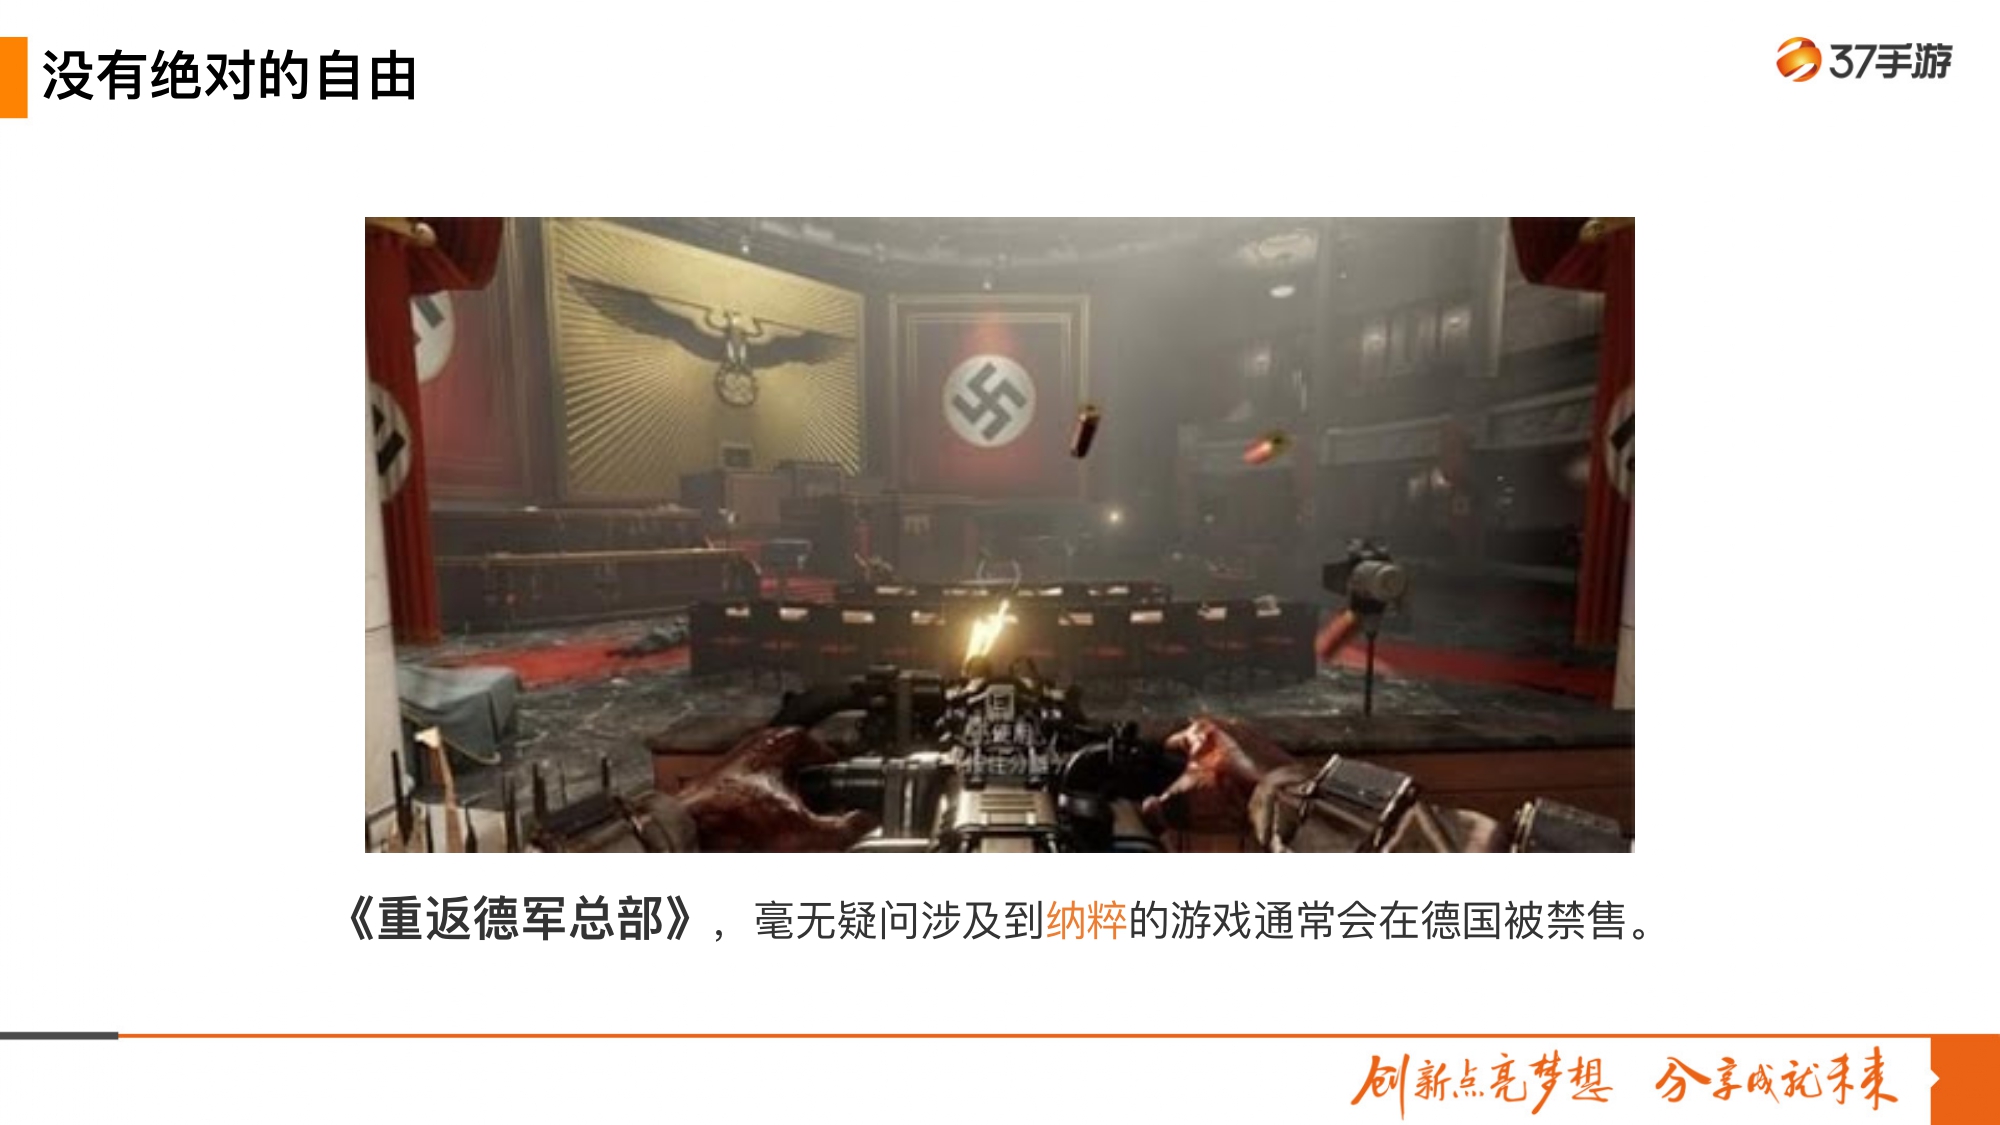 没有绝对的自由
37手游
《重返德军总部》，毫无疑问涉及到纳粹的游戏通常会在德国被禁售。
创新点亮梦想 分享成就未来